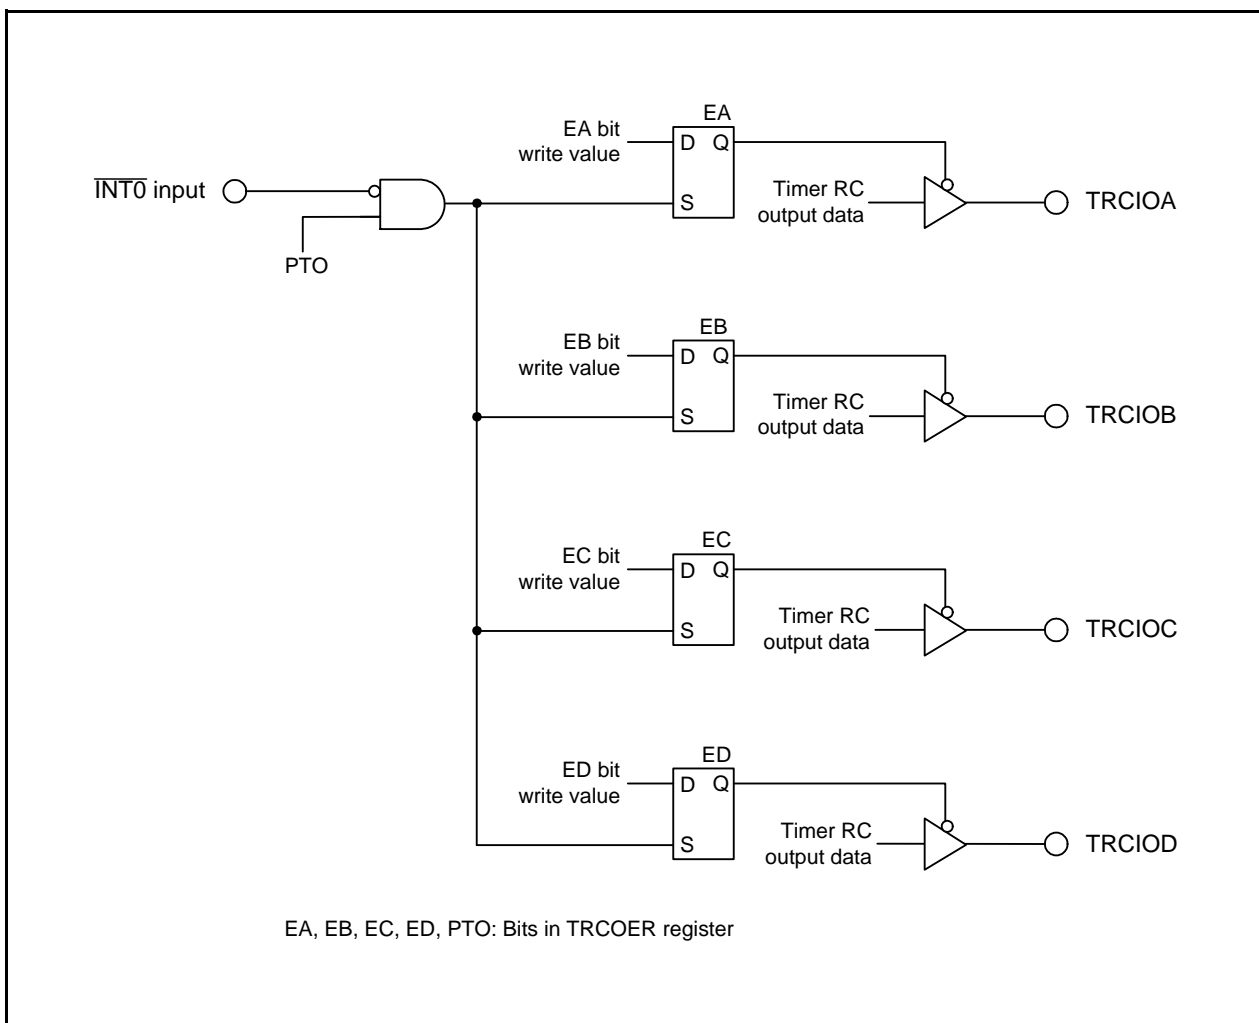 EA
EA bit
write value
D Q
S
INT0 input
PTO
Timer RC
output data
TRCIOA
EB
EB bit
write value
D Q
S
Timer RC
output data
TRCIOB
EC
EC bit
write value
D Q
S
Timer RC
output data
TRCIOC
ED
ED bit
write value
D Q
S
Timer RC
output data
TRCIOD
EA, EB, EC, ED, PTO: Bits in TRCOER register